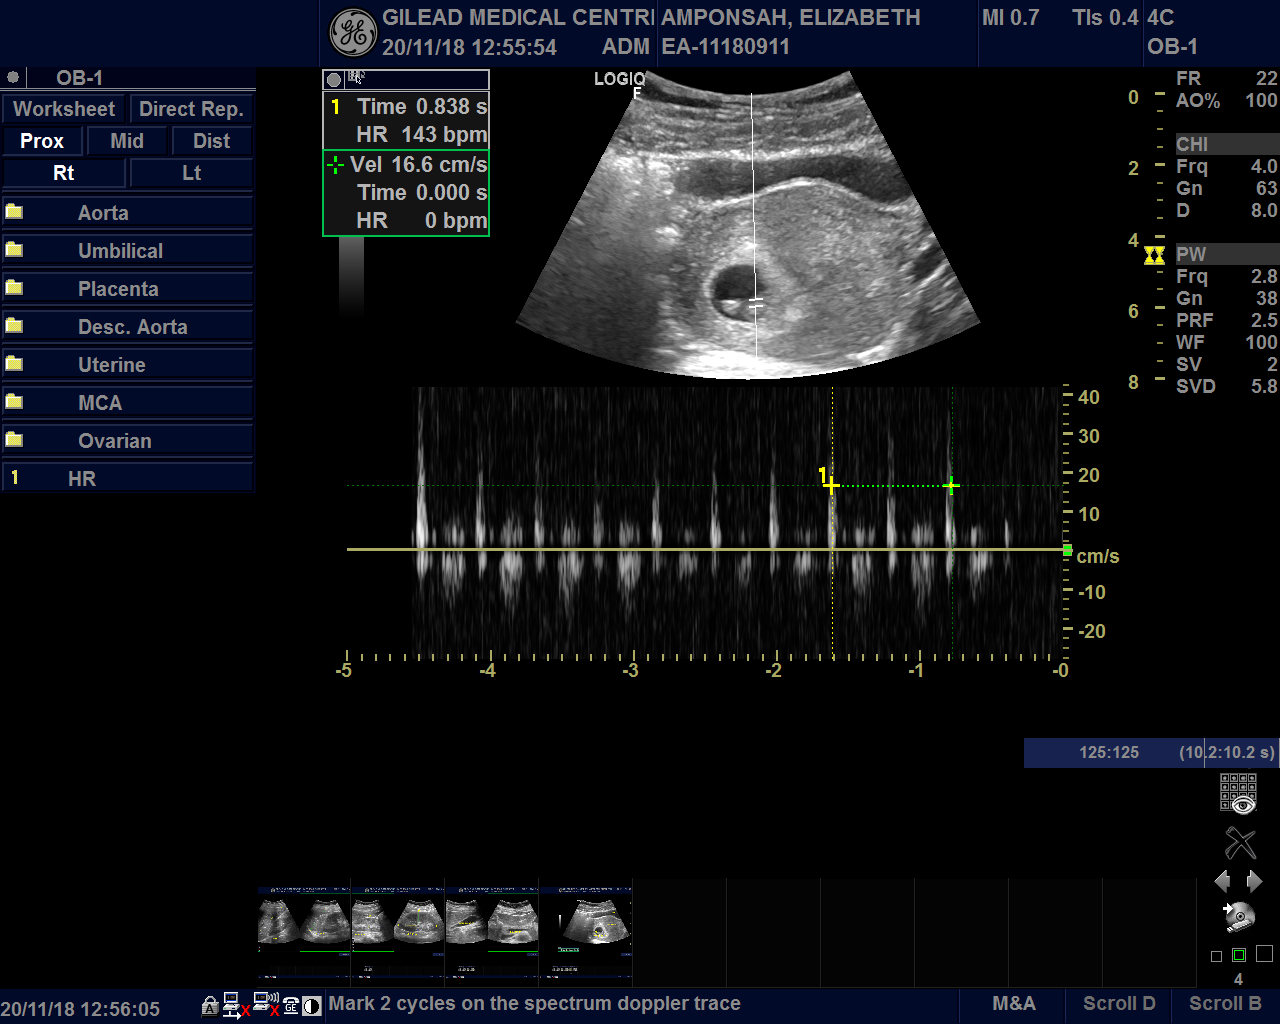 GILEAD MEDICAL CENTRE
AMPONSAH, ELIZABETH
MI 0.7
TIs 0.4
4C
20/11/18 12:55:54
ADM
EA-11180911
OB-1
OB-1
Worksheet
Direct Rep.
Prox
Mid
Dist
Rt
Lt
Aorta
Umbilical
Placenta
Desc. Aorta
Uterine
MCA
Ovarian
1 HR
1 Time 0.838 s
HR 143 bpm
Vel 16.6 cm/s
Time 0.000 s
HR 0 bpm
LOGIQ
F
0
2
4
6
8
FR 22
AO% 100
CHI
Frq 4.0
Gn 63
D 8.0
PW
Frq 2.8
Gn 38
PRF 2.5
WF 100
SV 2
SVD 5.8
1
40
30
20
10
cm/s
-10
-20
-5 -4 -3 -2 -1 -0
125:125 (10.2:10.2 s)
4
20/11/18 12:56:05
GE
Mark 2 cycles on the spectrum doppler trace
M&A
Scroll D
Scroll B